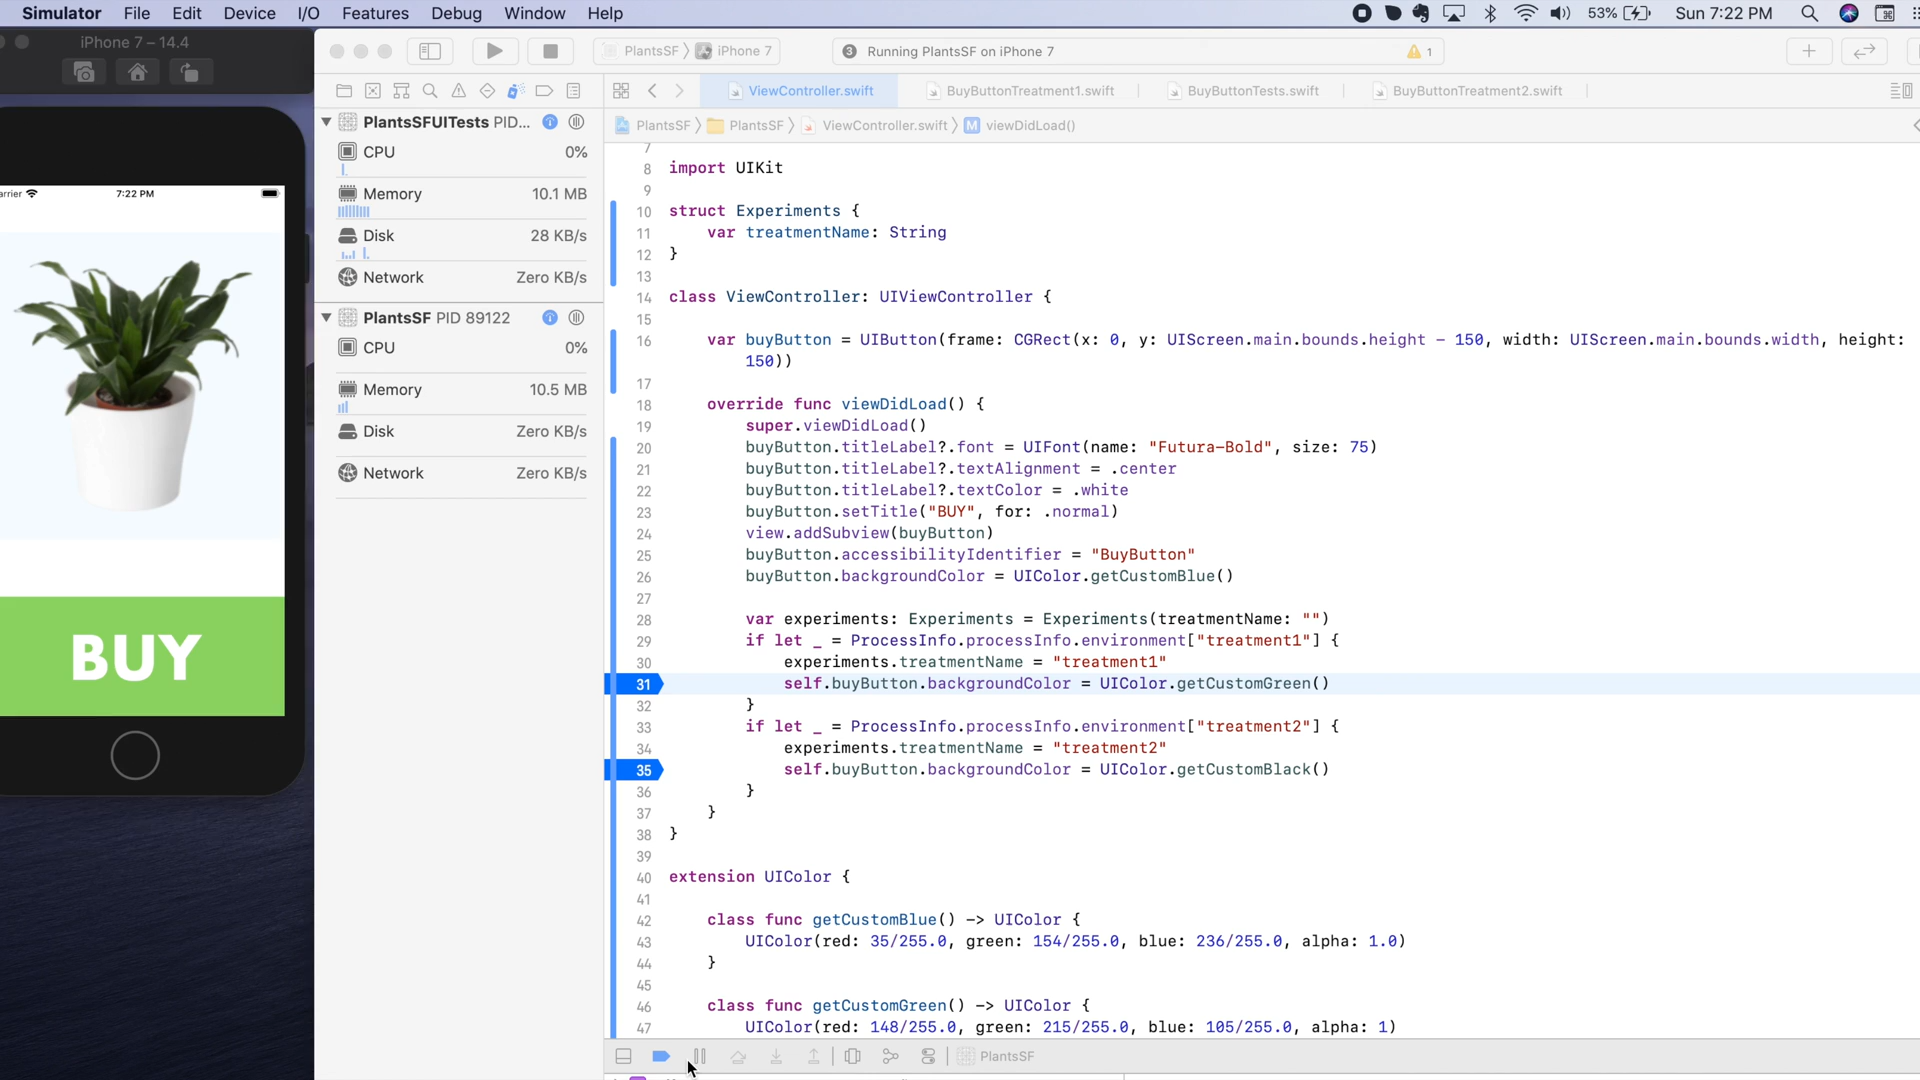 Simulator File Edit Device I/O Features Debug Window Help 53% Sun 7:22 PM
iPhone 7 – 14.4
PlantsSF iPhone 7
3 Running PlantsSF on iPhone 7 1
ViewController.swift BuyButtonTreatment1.swift BuyButtonTests.swift BuyButtonTreatment2.swift
PlantsSF PlantsSF ViewController.swift M viewDidLoad()
PlantsSFUITests PID...
CPU 0%
Memory 10.1 MB
Disk 28 KB/s
Network Zero KB/s
PlantsSF PID 89122
CPU 0%
Memory 10.5 MB
Disk Zero KB/s
Network Zero KB/s
arrier 7:22 PM
BUY
7
8 import UIKit
9
10 struct Experiments {
11 var treatmentName: String
12 }
13
14 class ViewController: UIViewController {
15
16 var buyButton = UIButton(frame: CGRect(x: 0, y: UIScreen.main.bounds.height - 150, width: UIScreen.main.bounds.width, height:
150))
17
18 override func viewDidLoad() {
19 super.viewDidLoad()
20 buyButton.titleLabel?.font = UIFont(name: "Futura-Bold", size: 75)
21 buyButton.titleLabel?.textAlignment = .center
22 buyButton.titleLabel?.textColor = .white
23 buyButton.setTitle("BUY", for: .normal)
24 view.addSubview(buyButton)
25 buyButton.accessibilityIdentifier = "BuyButton"
26 buyButton.backgroundColor = UIColor.getCustomBlue()
27
28 var experiments: Experiments = Experiments(treatmentName: "")
29 if let _ = ProcessInfo.processInfo.environment["treatment1"] {
30 experiments.treatmentName = "treatment1"
31 self.buyButton.backgroundColor = UIColor.getCustomGreen()
32 }
33 if let _ = ProcessInfo.processInfo.environment["treatment2"] {
34 experiments.treatmentName = "treatment2"
35 self.buyButton.backgroundColor = UIColor.getCustomBlack()
36 }
37 }
38 }
39
40 extension UIColor {
41
42 class func getCustomBlue() -> UIColor {
43 UIColor(red: 35/255.0, green: 154/255.0, blue: 236/255.0, alpha: 1.0)
44 }
45
46 class func getCustomGreen() -> UIColor {
47 UIColor(red: 148/255.0, green: 215/255.0, blue: 105/255.0, alpha: 1)
PlantsSF